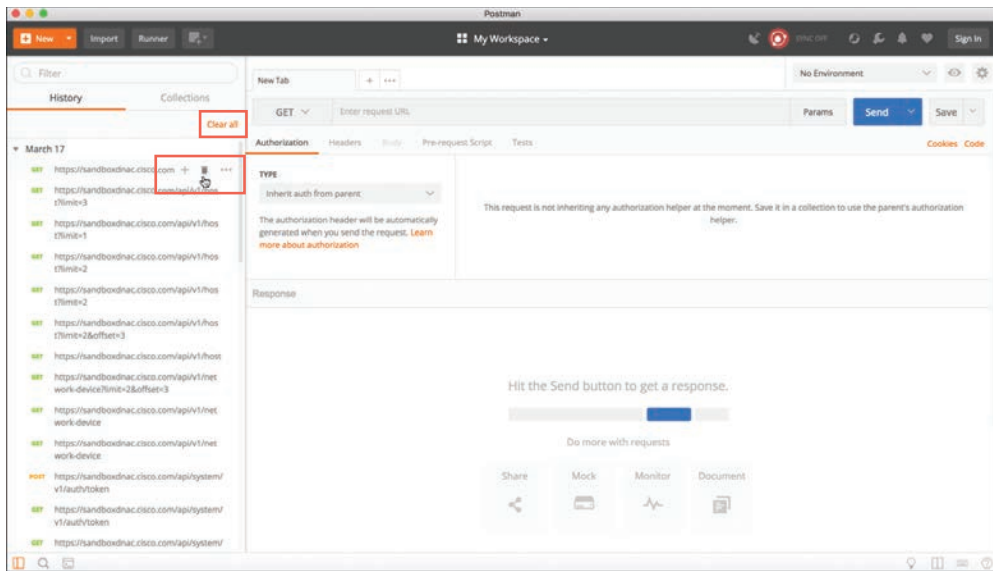 Postman
New
Import
Runner
My Workspace
SYNC OFF
Sign In
Filter
History
Collections
Clear all
March 17
GET https://sandboxdnac.cisco.com
GET https://sandboxdnac.cisco.com/api/v1/hos
t?limit=3
GET https://sandboxdnac.cisco.com/api/v1/hos
t?limit=1
GET https://sandboxdnac.cisco.com/api/v1/hos
t?limit=2
GET https://sandboxdnac.cisco.com/api/v1/hos
t?limit=2
GET https://sandboxdnac.cisco.com/api/v1/hos
t?limit=2&offset=3
GET https://sandboxdnac.cisco.com/api/v1/host
GET https://sandboxdnac.cisco.com/api/v1/net
work-device?limit=2&offset=3
GET https://sandboxdnac.cisco.com/api/v1/net
work-device
GET https://sandboxdnac.cisco.com/api/v1/net
work-device
POST https://sandboxdnac.cisco.com/api/system/
v1/auth/token
GET https://sandboxdnac.cisco.com/api/system/
v1/auth/token
GET https://sandboxdnac.cisco.com/api/system/
New Tab
No Environment
GET
Enter request URL
Params
Send
Save
Authorization
Headers
Body
Pre-request Script
Tests
Cookies
Code
TYPE
Inherit auth from parent
The authorization header will be automatically
generated when you send the request. Learn
more about authorization
This request is not inheriting any authorization helper at the moment. Save it in a collection to use the parent's authorization
helper.
Response
Hit the Send button to get a response.
Do more with requests
Share
Mock
Monitor
Document